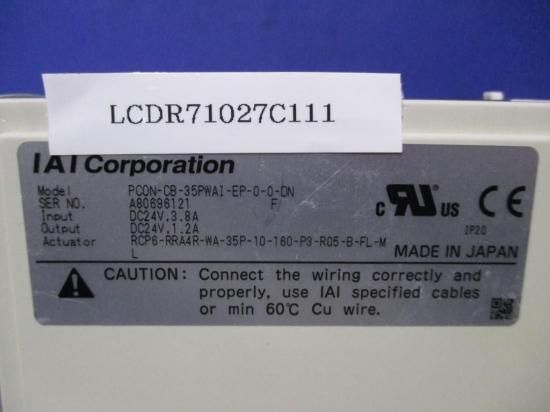 LCDR71027C111
IAI Corporation
Model PCON-CB-35PWAI-EP-0-0-DN
SER NO. A80696121 F
Input DC24V,3.8A
Output DC24V,1.2A
Actuator RCP6-RRA4R-WA-35P-10-160-P3-R05-B-FL-M
L
c RU US CE
IP20
MADE IN JAPAN
CAUTION: Connect the wiring correctly and
properly, use IAI specified cables
or min 60℃ Cu wire.